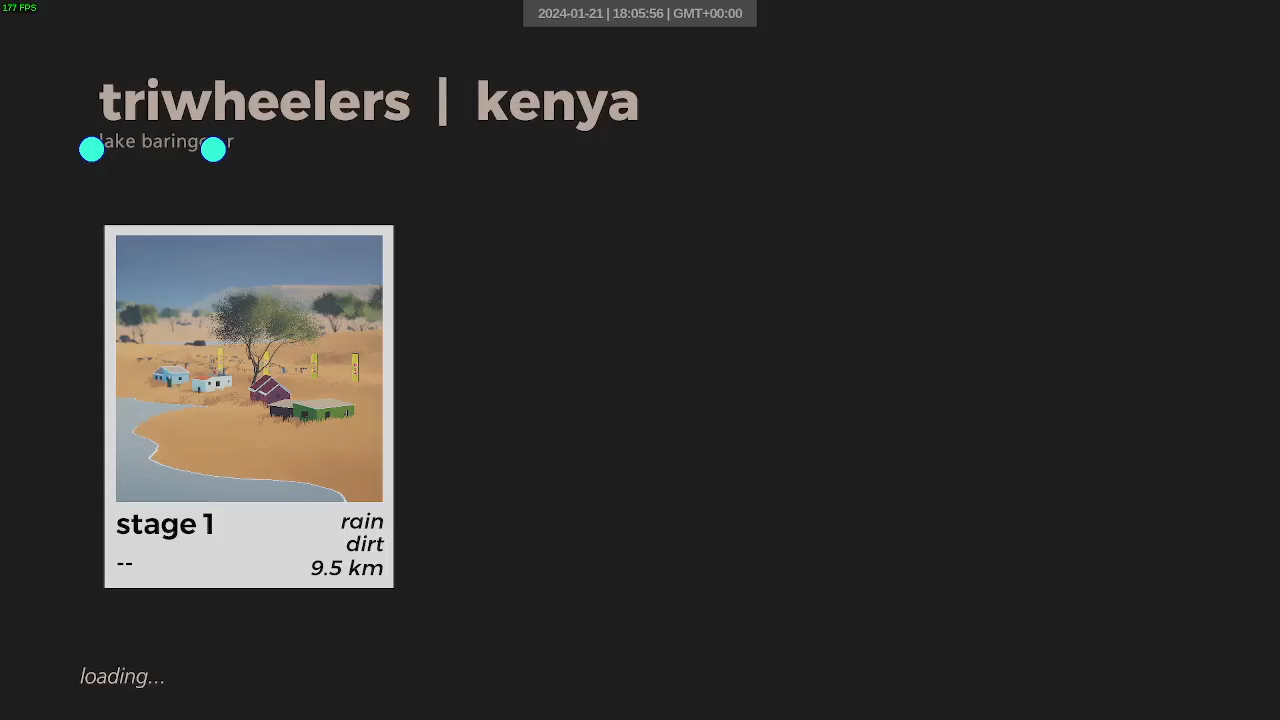 177 FPS
2024-01-21 | 18:05:56 | GMT+00:00
triwheelers | kenya
lake
stage 1
rain
dirt
--
9.5 km
loading...